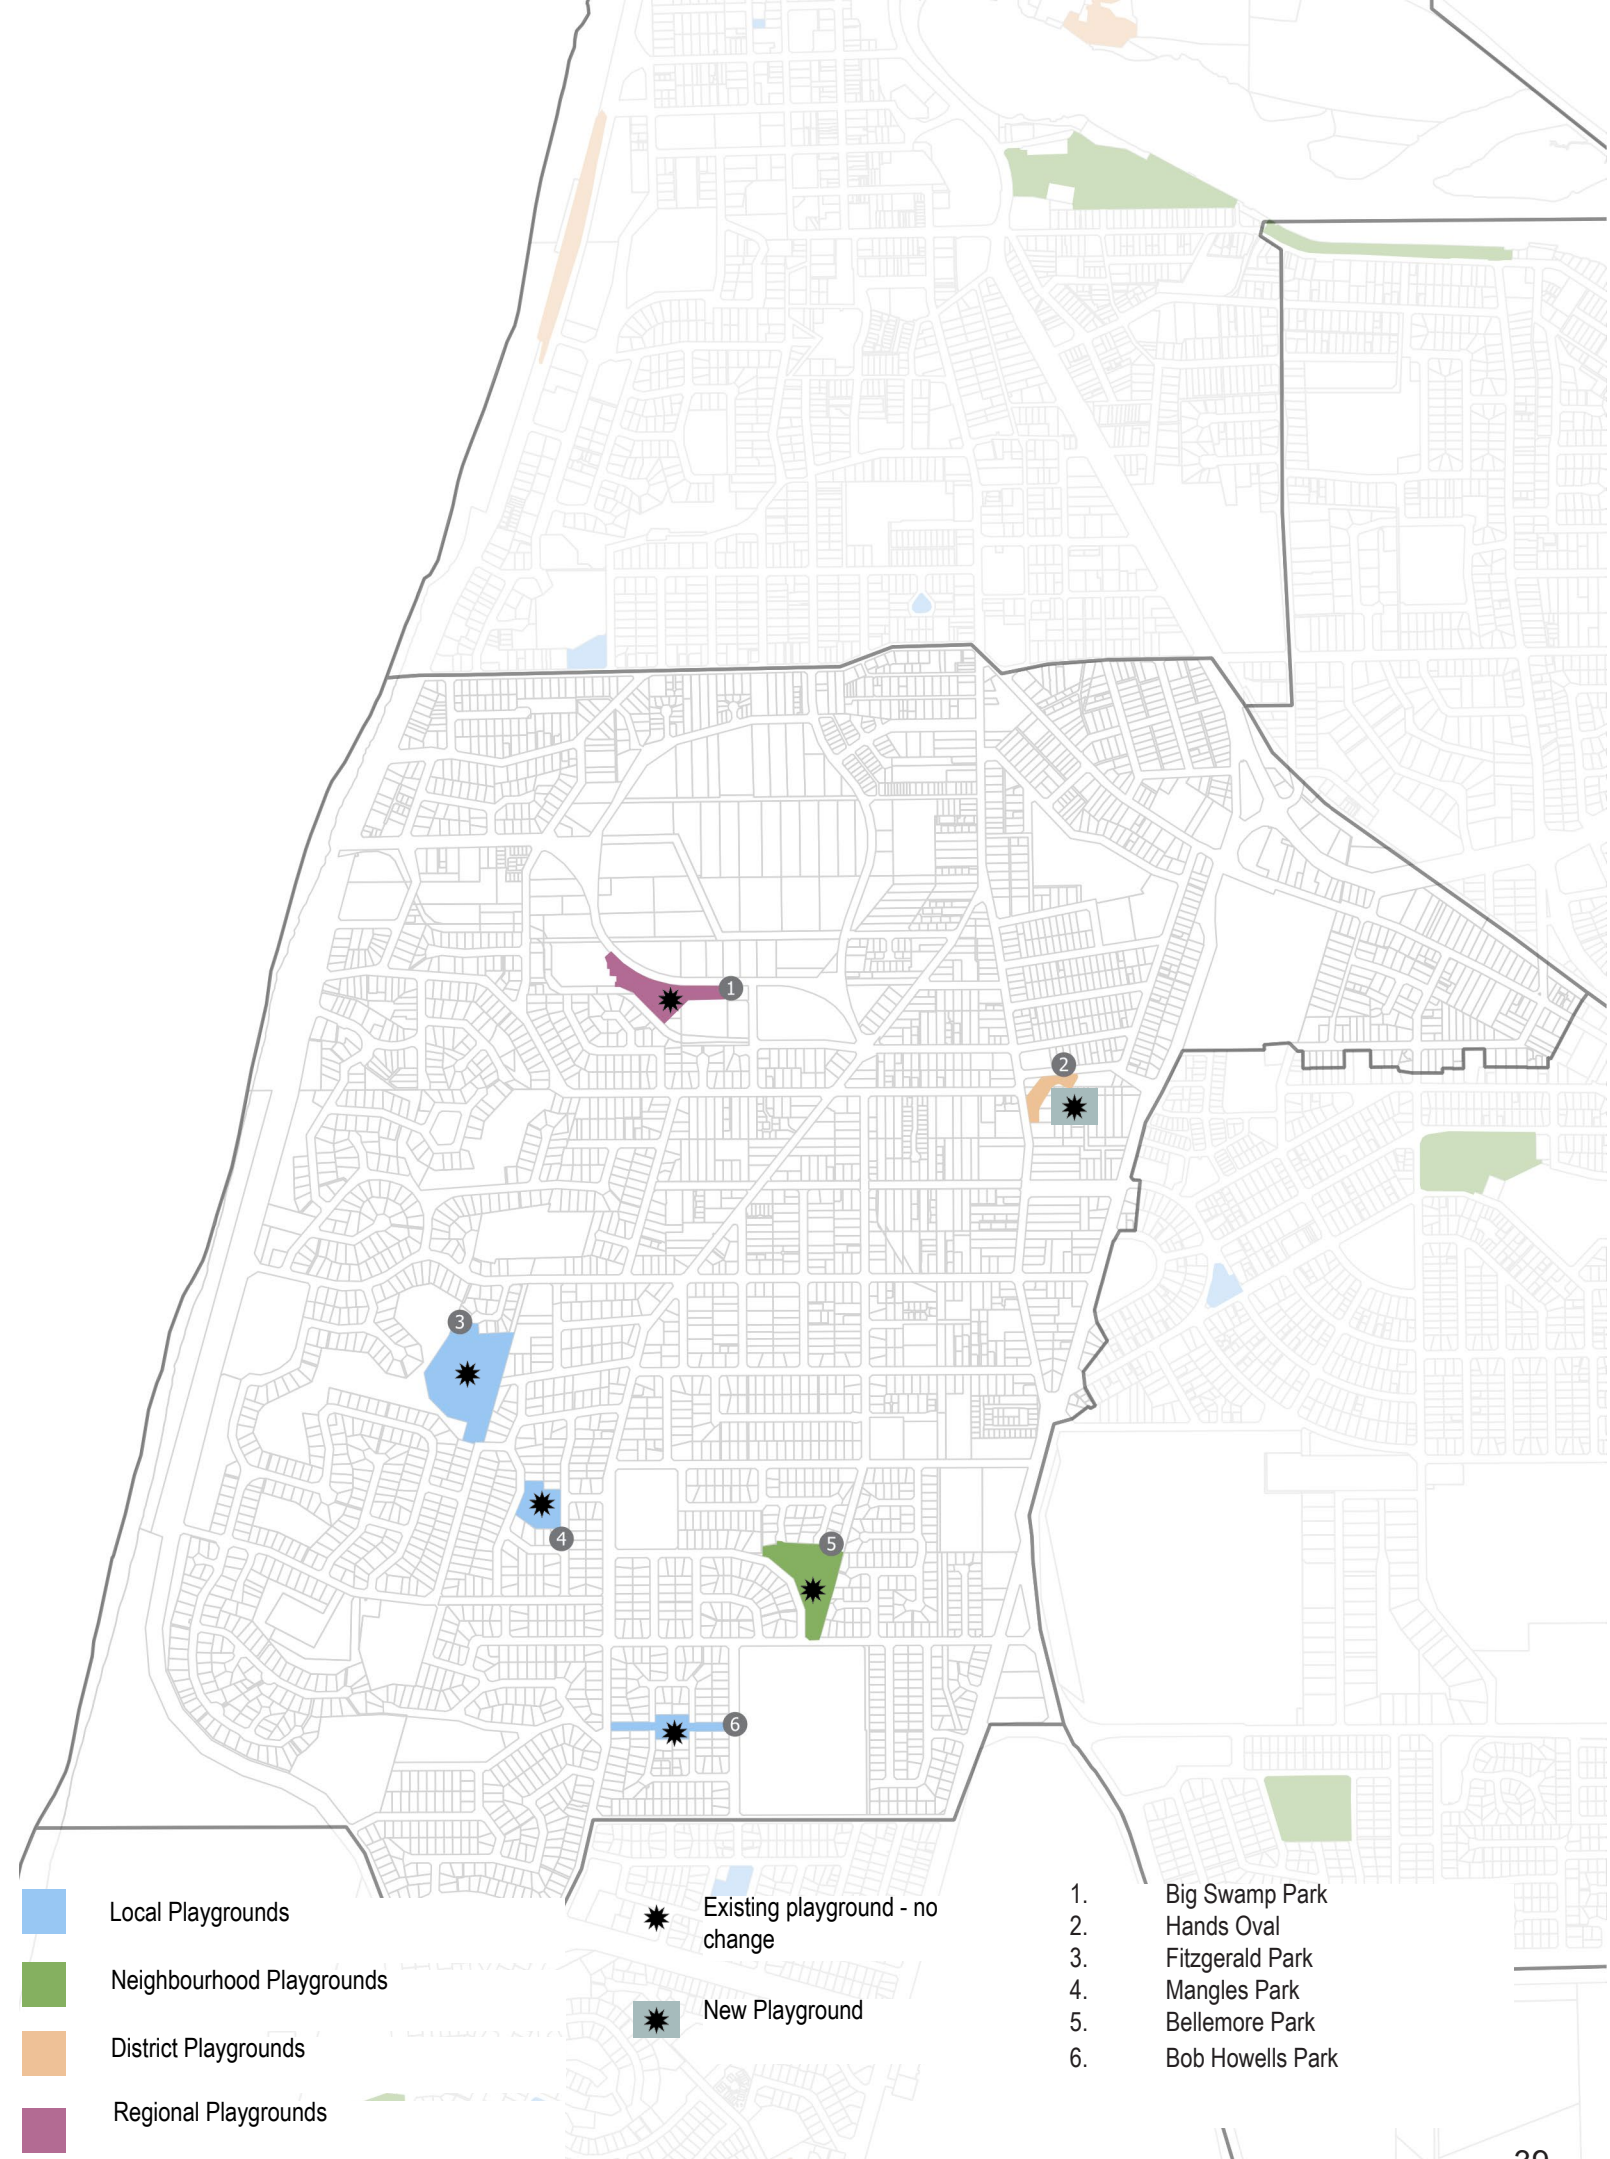 1
2
3
4
5
6
Local Playgrounds
Neighbourhood Playgrounds
District Playgrounds
Regional Playgrounds
Existing playground - no
change
New Playground
1. Big Swamp Park
2. Hands Oval
3. Fitzgerald Park
4. Mangles Park
5. Bellemore Park
6. Bob Howells Park